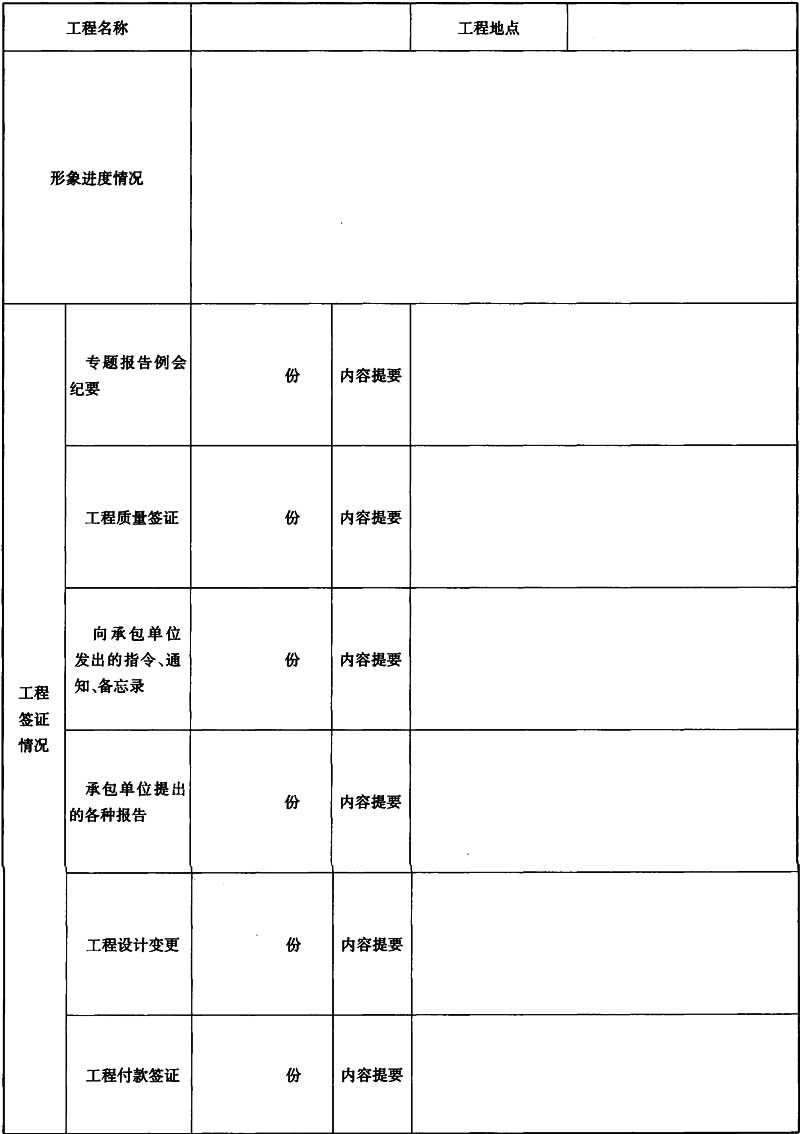 工程名称 工程地点
形象进度情况
专题报告例会
纪要
份 内容提要
工程质量签证 份 内容提要
向承包单位
发出的指令、通
知、备忘录
份 内容提要
工程
签证
情况
承包单位提出
的各种报告
份 内容提要
工程设计变更 份 内容提要
工程付款签证 份 内容提要